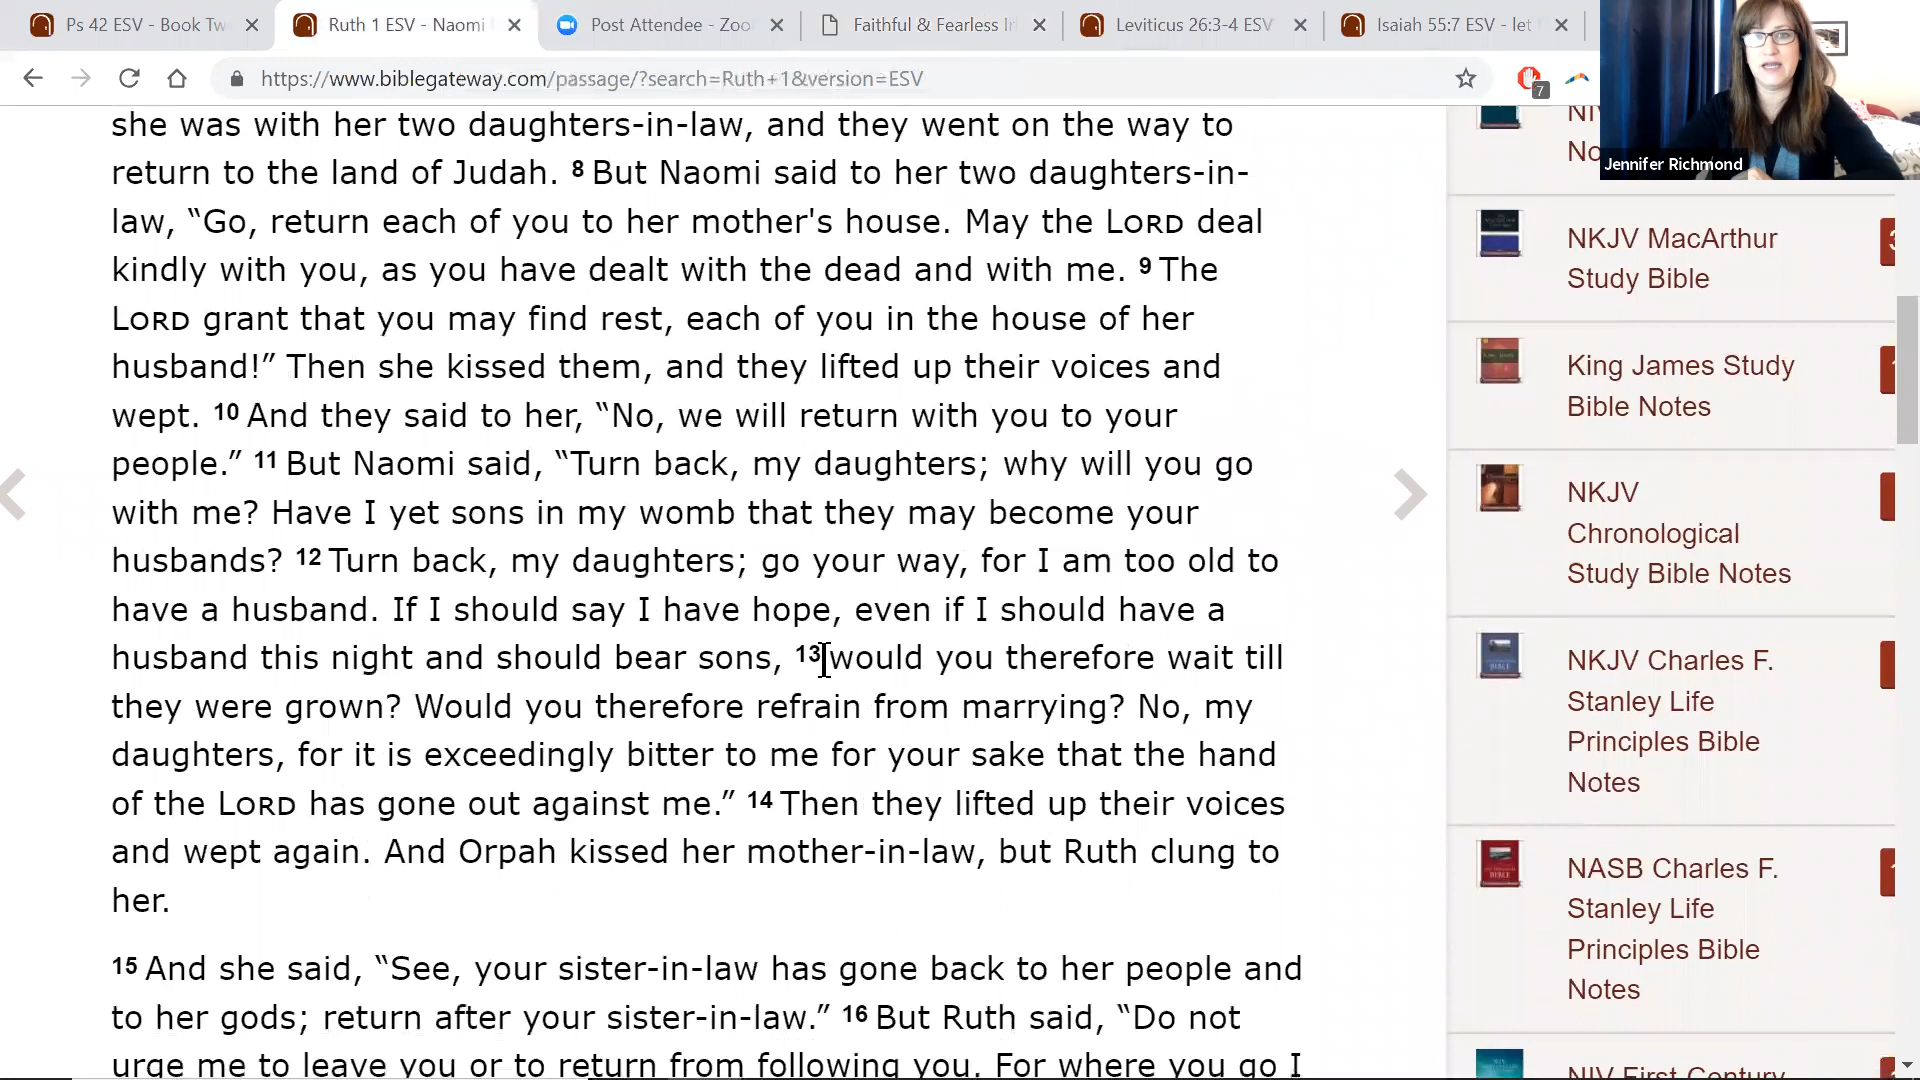 Ps 42 ESV - Book Tw
Ruth 1 ESV - Naomi
Post Attendee - Zoo
Faithful & Fearless In
Leviticus 26:3-4 ESV
Isaiah 55:7 ESV - let
https://www.biblegateway.com/passage/?search=Ruth+1&version=ESV
7
Jennifer Richmond
she was with her two daughters-in-law, and they went on the way to
return to the land of Judah. 8 But Naomi said to her two daughters-in-
law, “Go, return each of you to her mother's house. May the LORD deal
kindly with you, as you have dealt with the dead and with me. 9 The
LORD grant that you may find rest, each of you in the house of her
husband!” Then she kissed them, and they lifted up their voices and
wept. 10 And they said to her, “No, we will return with you to your
people.” 11 But Naomi said, “Turn back, my daughters; why will you go
with me? Have I yet sons in my womb that they may become your
husbands? 12 Turn back, my daughters; go your way, for I am too old to
have a husband. If I should say I have hope, even if I should have a
husband this night and should bear sons, 13 would you therefore wait till
they were grown? Would you therefore refrain from marrying? No, my
daughters, for it is exceedingly bitter to me for your sake that the hand
of the LORD has gone out against me.” 14 Then they lifted up their voices
and wept again. And Orpah kissed her mother-in-law, but Ruth clung to
her.
15 And she said, “See, your sister-in-law has gone back to her people and
to her gods; return after your sister-in-law.” 16 But Ruth said, “Do not
urge me to leave you or to return from following you. For where you go I
NKJV MacArthur
Study Bible
King James Study
Bible Notes
NKJV
Chronological
Study Bible Notes
NKJV Charles F.
Stanley Life
Principles Bible
Notes
NASB Charles F.
Stanley Life
Principles Bible
Notes
NIV First-Century